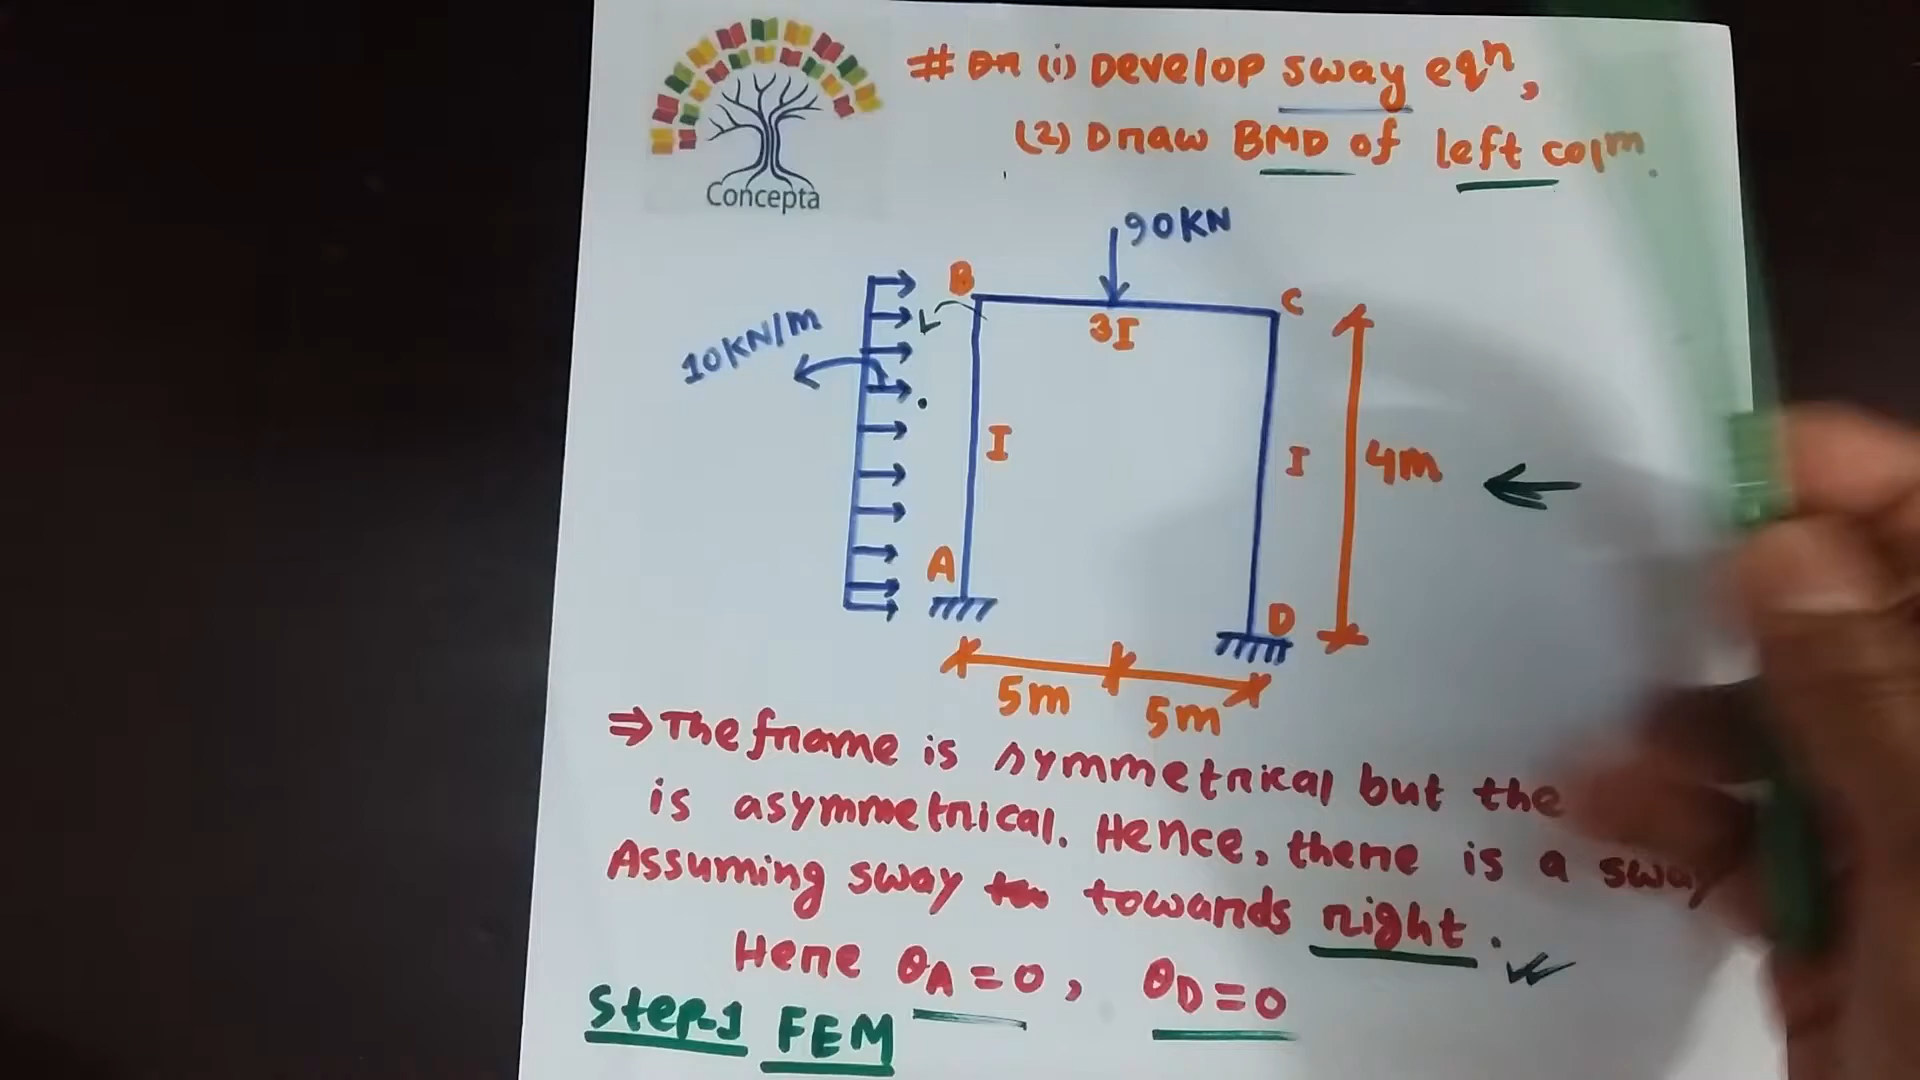 Concepta
# (i) Develop sway eqn,
(2) Draw BMD of left colm.
90KN
B
C
3I
10KN/m
I
I
4m
A
D
5m
5m
⇒ The frame is symmetrical but the
is asymmetrical. Hence, there is a sway
Assuming sway towards right.
Here θA=0, θD=0
Step-1 FEM